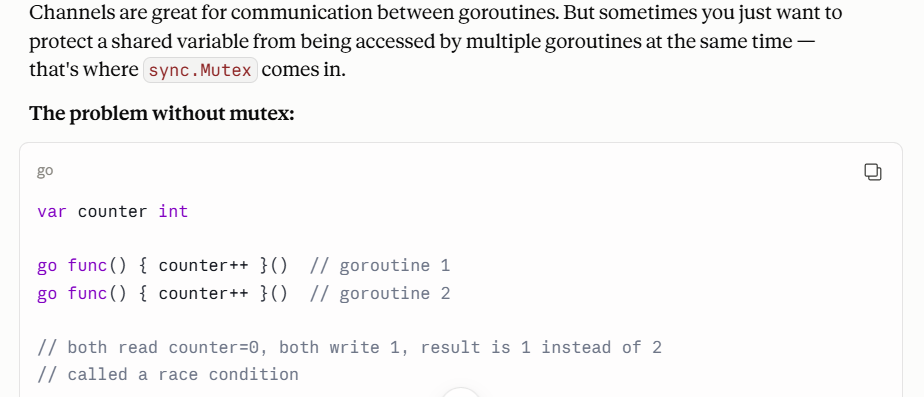 Channels are great for communication between goroutines. But sometimes you just want to
protect a shared variable from being accessed by multiple goroutines at the same time —
that's where sync.Mutex comes in.
The problem without mutex:
go
var counter int
go func() { counter++ }()  // goroutine 1
go func() { counter++ }()  // goroutine 2
// both read counter=0, both write 1, result is 1 instead of 2
// called a race condition